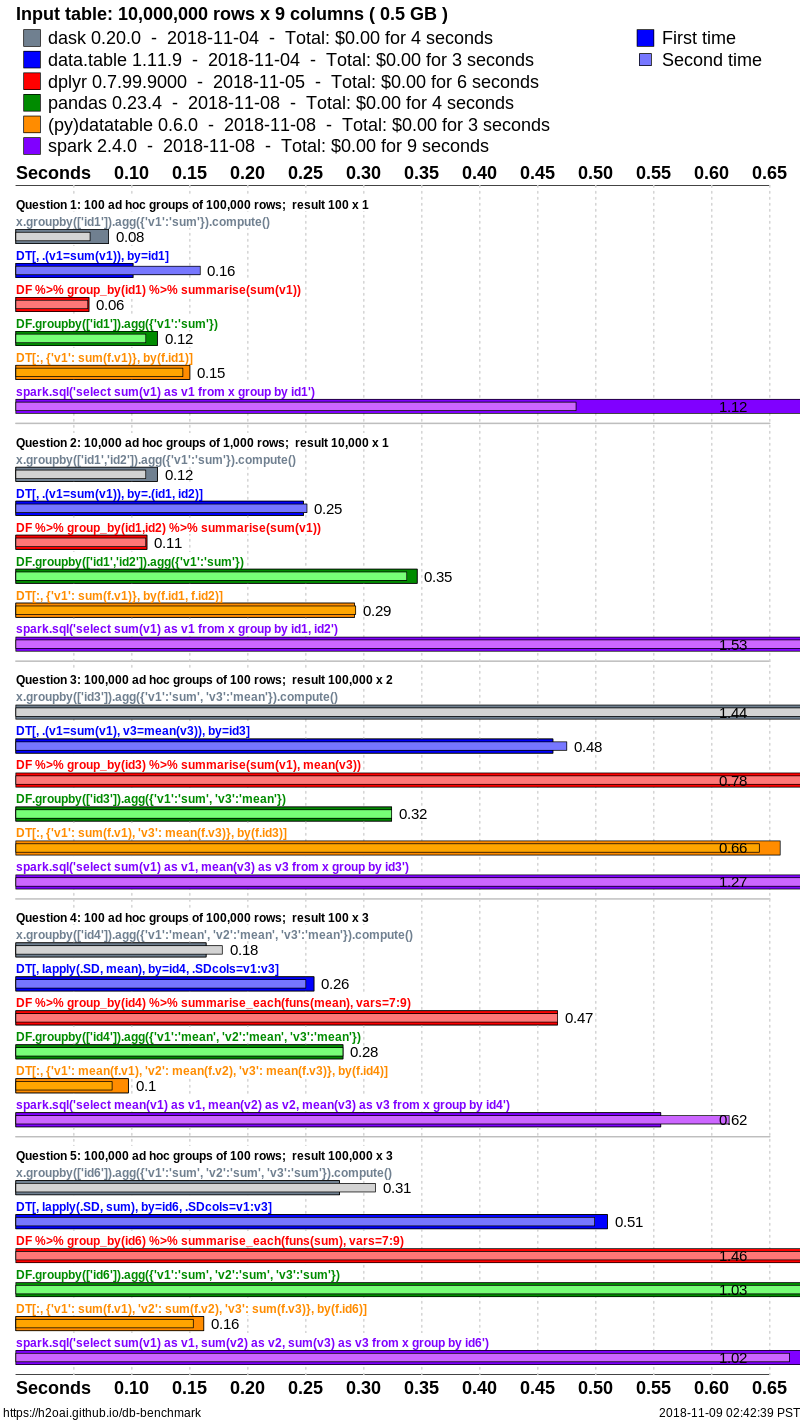 Input table: 10,000,000 rows x 9 columns ( 0.5 GB )
dask 0.20.0 - 2018-11-04 - Total: $0.00 for 4 seconds
First time
data.table 1.11.9 - 2018-11-04 - Total: $0.00 for 3 seconds
Second time
dplyr 0.7.99.9000 - 2018-11-05 - Total: $0.00 for 6 seconds
pandas 0.23.4 - 2018-11-08 - Total: $0.00 for 4 seconds
(py)datatable 0.6.0 - 2018-11-08 - Total: $0.00 for 3 seconds
spark 2.4.0 - 2018-11-08 - Total: $0.00 for 9 seconds
Seconds 0.10 0.15 0.20 0.25 0.30 0.35 0.40 0.45 0.50 0.55 0.60 0.65
Question 1: 100 ad hoc groups of 100,000 rows; result 100 x 1
x.groupby(['id1']).agg({'v1':'sum'}).compute()
0.08
DT[, .(v1=sum(v1)), by=id1]
0.16
DF %>% group_by(id1) %>% summarise(sum(v1))
0.06
DF.groupby(['id1']).agg({'v1':'sum'})
0.12
DT[:, {'v1': sum(f.v1)}, by(f.id1)]
0.15
spark.sql('select sum(v1) as v1 from x group by id1')
1.12
Question 2: 10,000 ad hoc groups of 1,000 rows; result 10,000 x 1
x.groupby(['id1','id2']).agg({'v1':'sum'}).compute()
0.12
DT[, .(v1=sum(v1)), by=.(id1, id2)]
0.25
DF %>% group_by(id1,id2) %>% summarise(sum(v1))
0.11
DF.groupby(['id1','id2']).agg({'v1':'sum'})
0.35
DT[:, {'v1': sum(f.v1)}, by(f.id1, f.id2)]
0.29
spark.sql('select sum(v1) as v1 from x group by id1, id2')
1.53
Question 3: 100,000 ad hoc groups of 100 rows; result 100,000 x 2
x.groupby(['id3']).agg({'v1':'sum', 'v3':'mean'}).compute()
1.44
DT[, .(v1=sum(v1), v3=mean(v3)), by=id3]
0.48
DF %>% group_by(id3) %>% summarise(sum(v1), mean(v3))
0.78
DF.groupby(['id3']).agg({'v1':'sum', 'v3':'mean'})
0.32
DT[:, {'v1': sum(f.v1), 'v3': mean(f.v3)}, by(f.id3)]
0.66
spark.sql('select sum(v1) as v1, mean(v3) as v3 from x group by id3')
1.27
Question 4: 100 ad hoc groups of 100,000 rows; result 100 x 3
x.groupby(['id4']).agg({'v1':'mean', 'v2':'mean', 'v3':'mean'}).compute()
0.18
DT[, lapply(.SD, mean), by=id4, .SDcols=v1:v3]
0.26
DF %>% group_by(id4) %>% summarise_each(funs(mean), vars=7:9)
0.47
DF.groupby(['id4']).agg({'v1':'mean', 'v2':'mean', 'v3':'mean'})
0.28
DT[:, {'v1': mean(f.v1), 'v2': mean(f.v2), 'v3': mean(f.v3)}, by(f.id4)]
0.1
spark.sql('select mean(v1) as v1, mean(v2) as v2, mean(v3) as v3 from x group by id4')
0.62
Question 5: 100,000 ad hoc groups of 100 rows; result 100,000 x 3
x.groupby(['id6']).agg({'v1':'sum', 'v2':'sum', 'v3':'sum'}).compute()
0.31
DT[, lapply(.SD, sum), by=id6, .SDcols=v1:v3]
0.51
DF %>% group_by(id6) %>% summarise_each(funs(sum), vars=7:9)
1.46
DF.groupby(['id6']).agg({'v1':'sum', 'v2':'sum', 'v3':'sum'})
1.03
DT[:, {'v1': sum(f.v1), 'v2': sum(f.v2), 'v3': sum(f.v3)}, by(f.id6)]
0.16
spark.sql('select sum(v1) as v1, sum(v2) as v2, sum(v3) as v3 from x group by id6')
1.02
Seconds 0.10 0.15 0.20 0.25 0.30 0.35 0.40 0.45 0.50 0.55 0.60 0.65
https://h2oai.github.io/db-benchmark
2018-11-09 02:42:39 PST